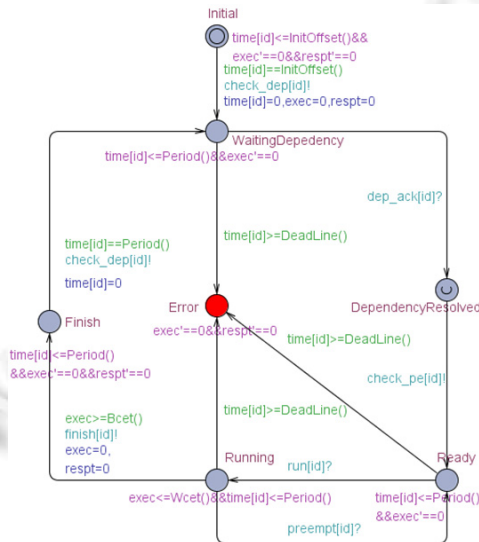 Initial
time[id]<=InitOffset()&&
exec'==0&&respt'==0
time[id]==InitOffset()
check_dep[id]!
time[id]=0,exec=0,respt=0
WaitingDepedency
time[id]<=Period()&&exec'==0
dep_ack[id]?
time[id]==Period()
check_dep[id]!
time[id]=0
time[id]>=DeadLine()
Finish
Error
exec'==0&&respt'==0
DependencyResolved
time[id]>=DeadLine()
time[id]<=Period()
&&exec'==0&&respt'==0
check_pe[id]!
exec>=Bcet()
finish[id]!
exec=0,
respt=0
time[id]>=DeadLine()
Running
run[id]?
Ready
exec<=Wcet()&&time[id]<=Period()
time[id]<=Period()
&&exec'==0
preempt[id]?